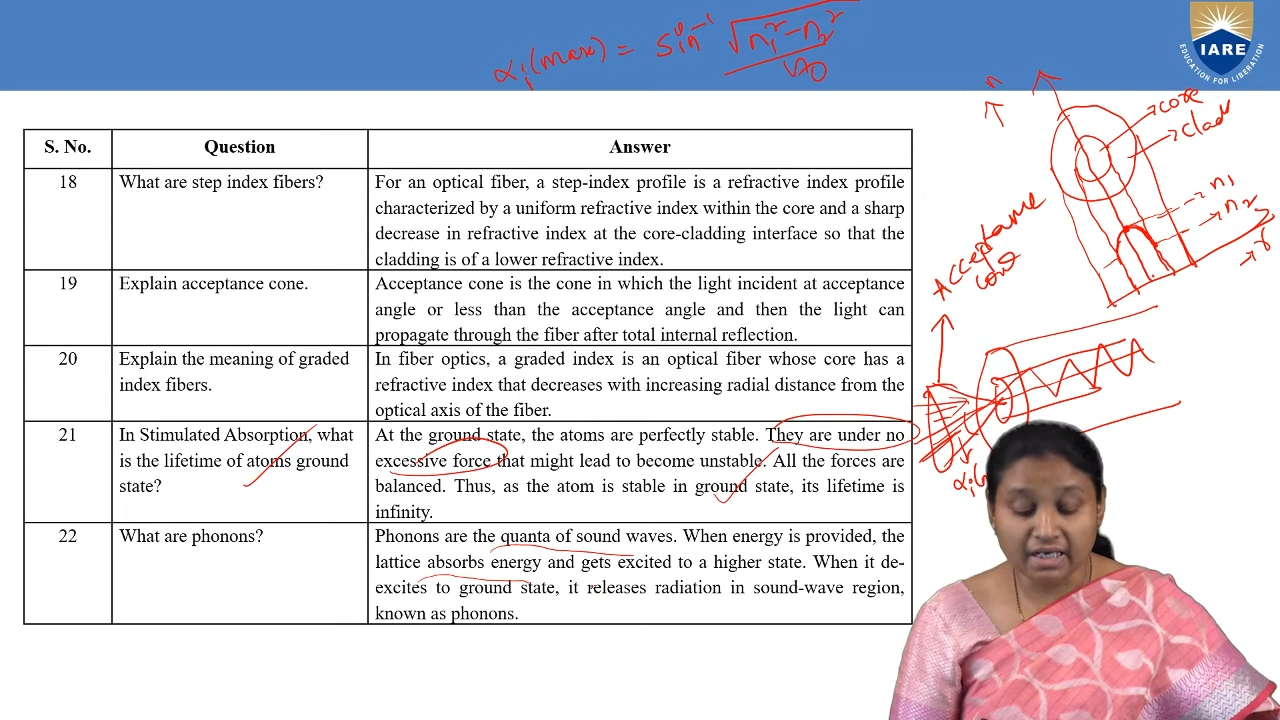 αi(max) = Sin⁻¹ √n₁² − n₂² / n₀
IARE
EDUCATION FOR LIBERATION
S. No. Question Answer
18 What are step index fibers? For an optical fiber, a step-index profile is a refractive index profile
characterized by a uniform refractive index within the core and a sharp
decrease in refractive index at the core-cladding interface so that the
cladding is of a lower refractive index.
19 Explain acceptance cone. Acceptance cone is the cone in which the light incident at acceptance
angle or less than the acceptance angle and then the light can
propagate through the fiber after total internal reflection.
20 Explain the meaning of graded In fiber optics, a graded index is an optical fiber whose core has a
index fibers. refractive index that decreases with increasing radial distance from the
optical axis of the fiber.
21 In Stimulated Absorption, what At the ground state, the atoms are perfectly stable. They are under no
is the lifetime of atoms ground excessive force that might lead to become unstable. All the forces are
state? balanced. Thus, as the atom is stable in ground state, its lifetime is
infinity.
22 What are phonons? Phonons are the quanta of sound waves. When energy is provided, the
lattice absorbs energy and gets excited to a higher state. When it de-
excites to ground state, it releases radiation in sound-wave region,
known as phonons.
n
core
clad
n₁
n₂
r
Acceptance
cone
αi(